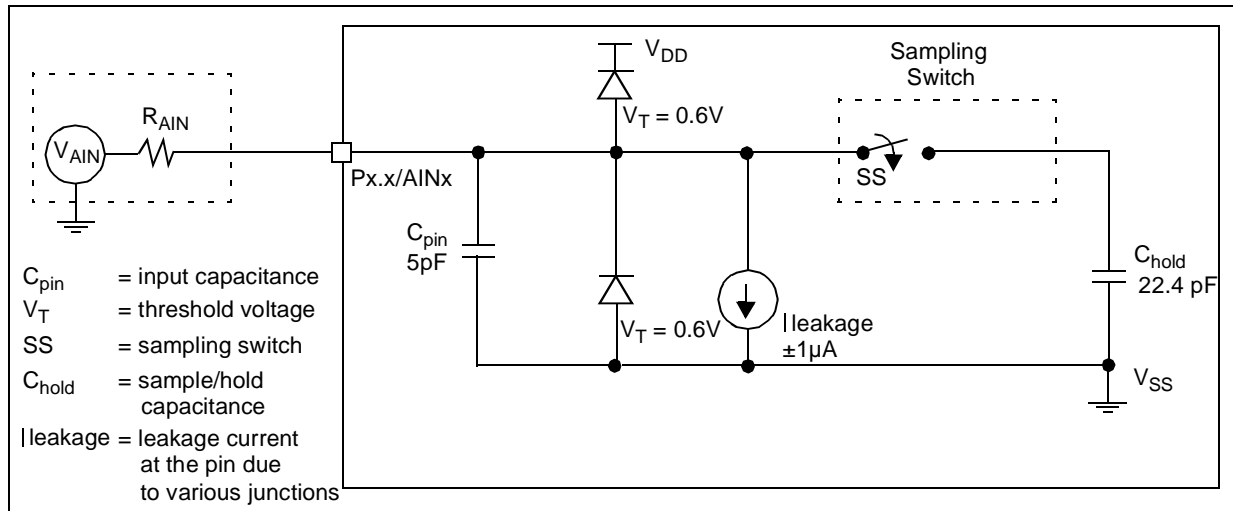 V_DD
Sampling
Switch
R_AIN
V_T = 0.6V
V_AIN
Px.x/AINx
SS
C_pin
5pF
C_hold
22.4 pF
V_T = 0.6V
I leakage
±1µA
V_SS
C_pin = input capacitance
V_T = threshold voltage
SS = sampling switch
C_hold = sample/hold
capacitance
I leakage = leakage current
at the pin due
to various junctions